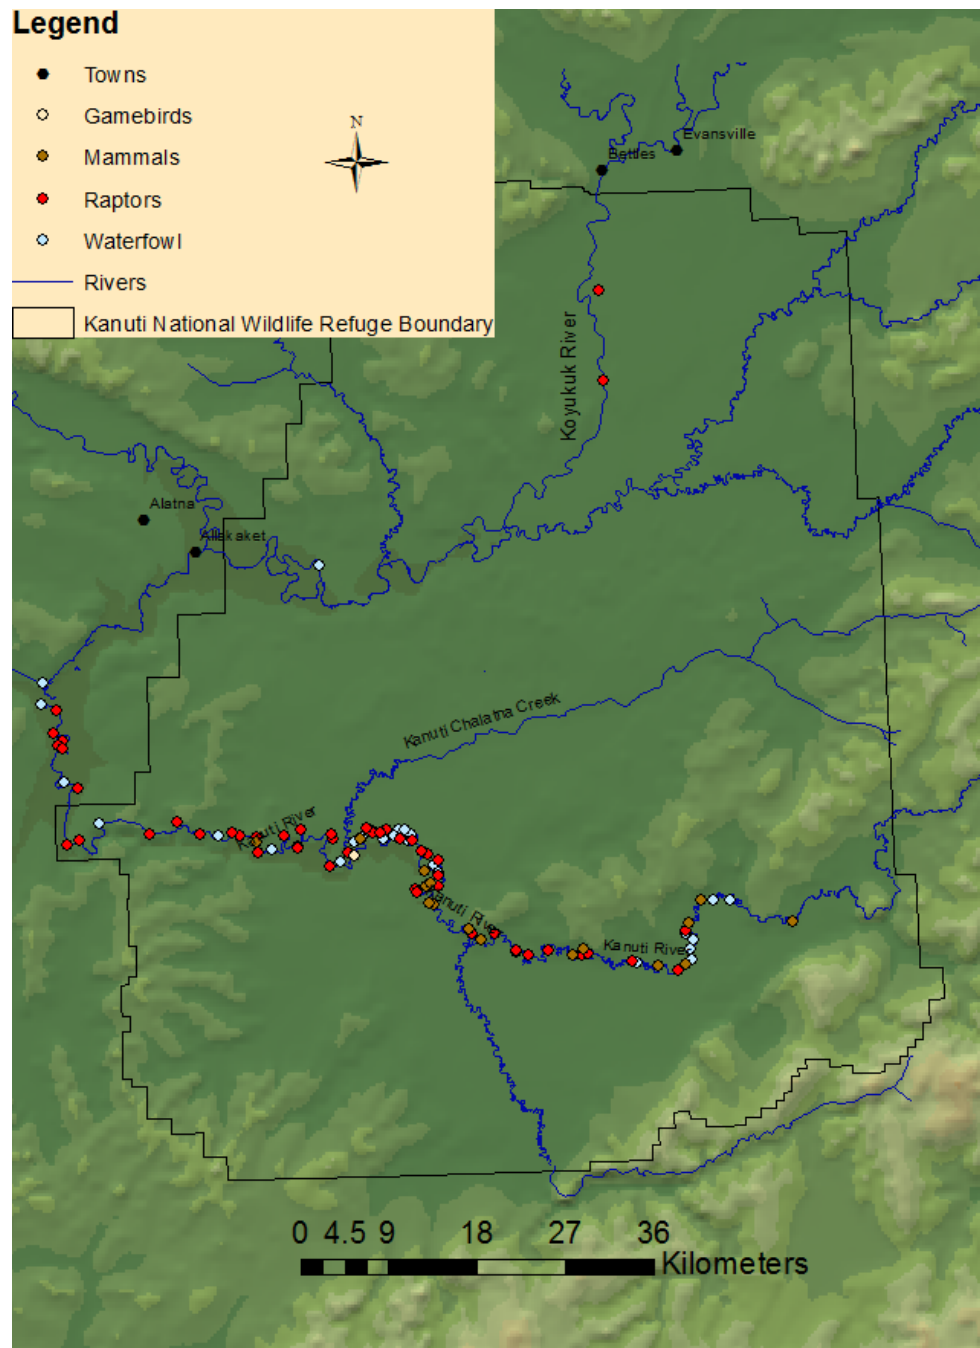 Legend
Towns
Gamebirds
N
Mammals
Raptors
Waterfowl
Rivers
Kanuti National Wildlife Refuge Boundary
Evansville
Bettles
Koyukuk River
Alatna
Allakaket
Kanuti Chalatna Creek
Kanuti River
Kanuti River
Kanuti River
0 4.5 9 18 27 36
Kilometers